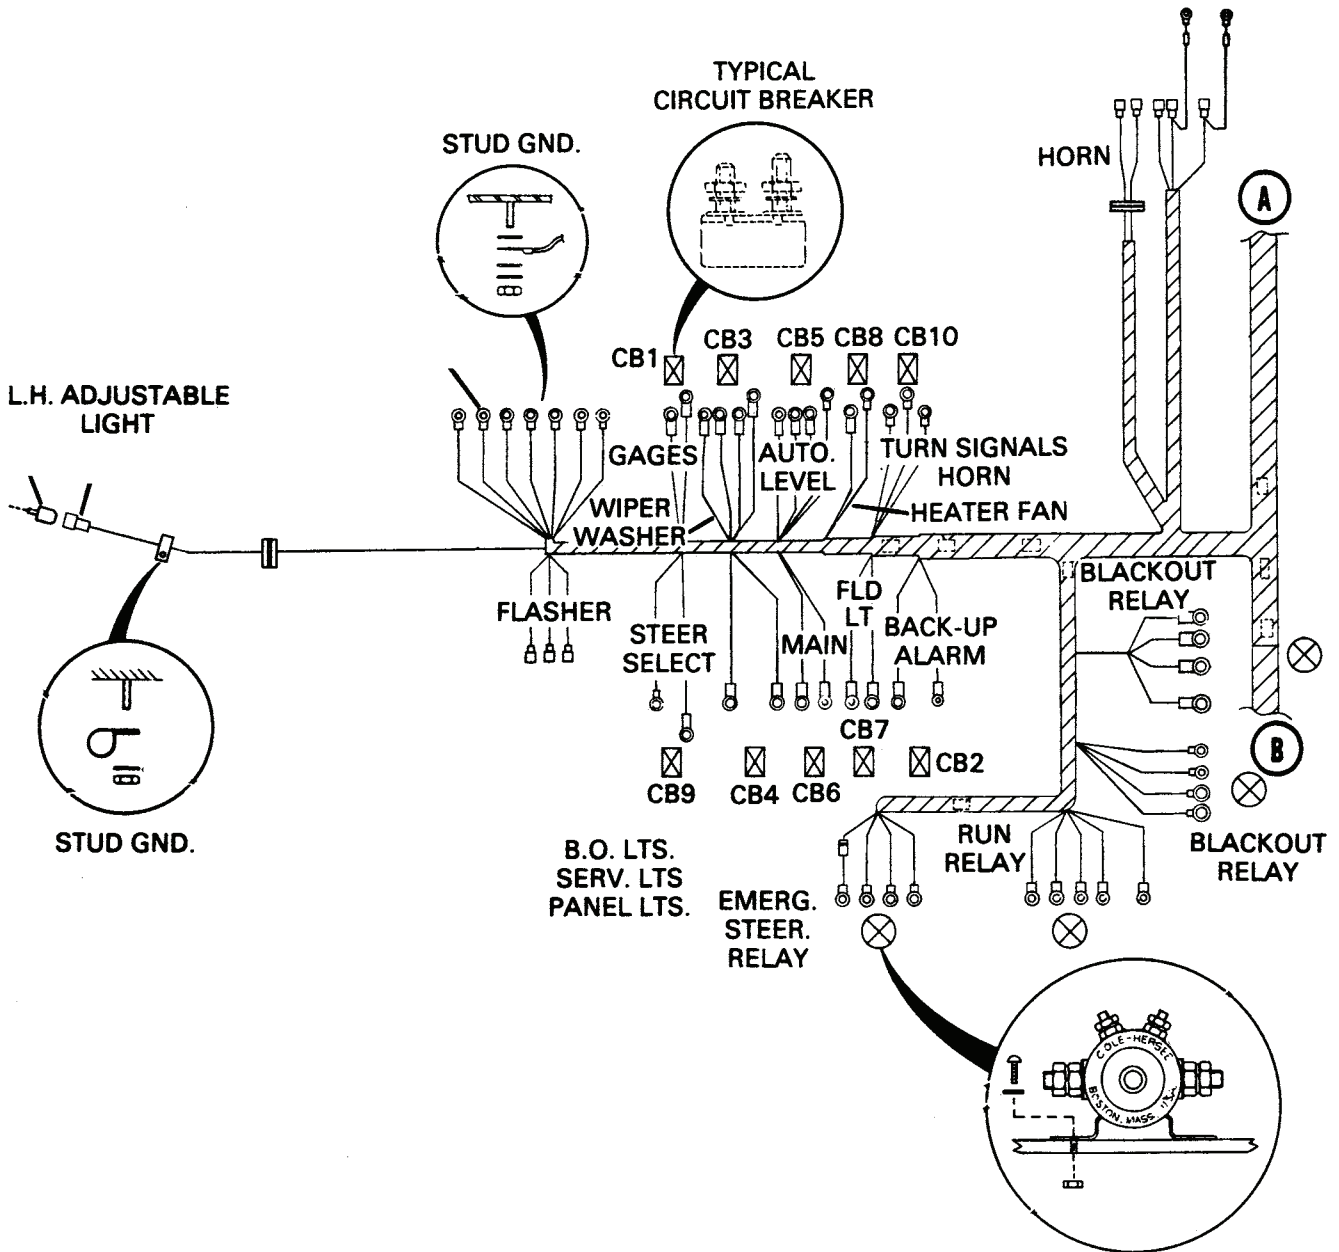 TYPICAL
CIRCUIT BREAKER
STUD GND.
HORN
A
CB1
CB3
CB5
CB8
CB10
L.H. ADJUSTABLE
LIGHT
GAGES
AUTO.
LEVEL
TURN SIGNALS
HORN
WIPER
WASHER
HEATER FAN
FLASHER
STEER
SELECT
MAIN
FLD
LT
BACK-UP
ALARM
BLACKOUT
RELAY
CB7
CB9
CB4
CB6
CB2
B
STUD GND.
B.O. LTS.
SERV. LTS
PANEL LTS.
EMERG.
STEER.
RELAY
RUN
RELAY
BLACKOUT
RELAY
COLE-HERSEE
BOSTON, MASS. USA